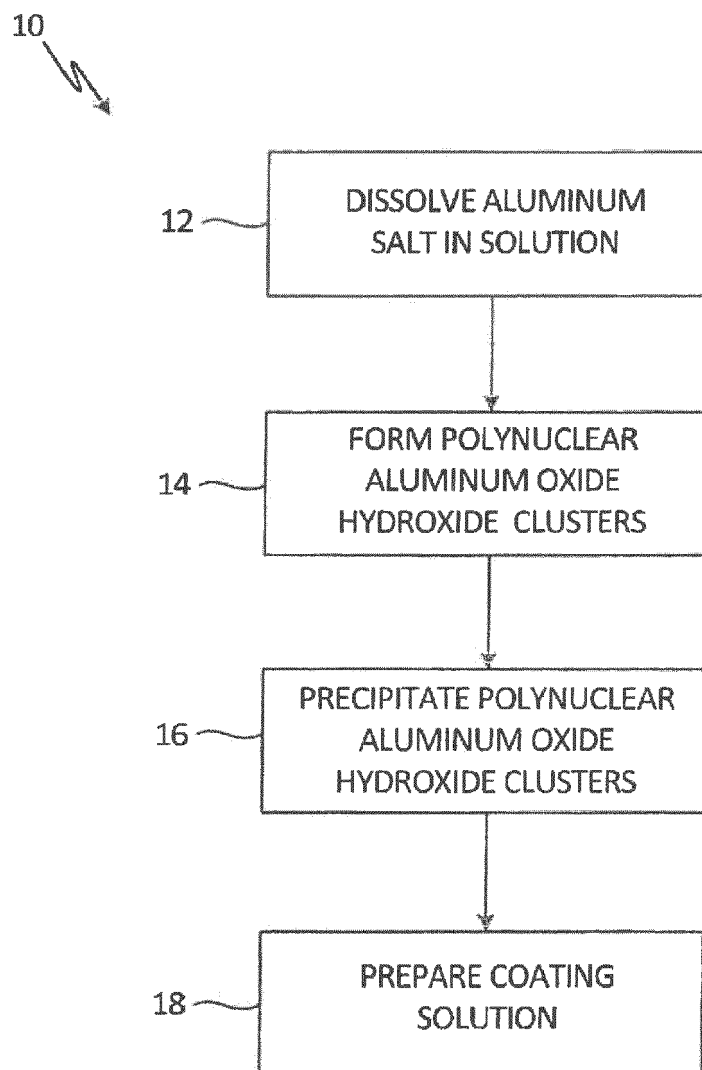 10
12
DISSOLVE ALUMINUM
SALT IN SOLUTION
14
FORM POLYNUCLEAR
ALUMINUM OXIDE
HYDROXIDE CLUSTERS
16
PRECIPITATE POLYNUCLEAR
ALUMINUM OXIDE
HYDROXIDE CLUSTERS
18
PREPARE COATING
SOLUTION